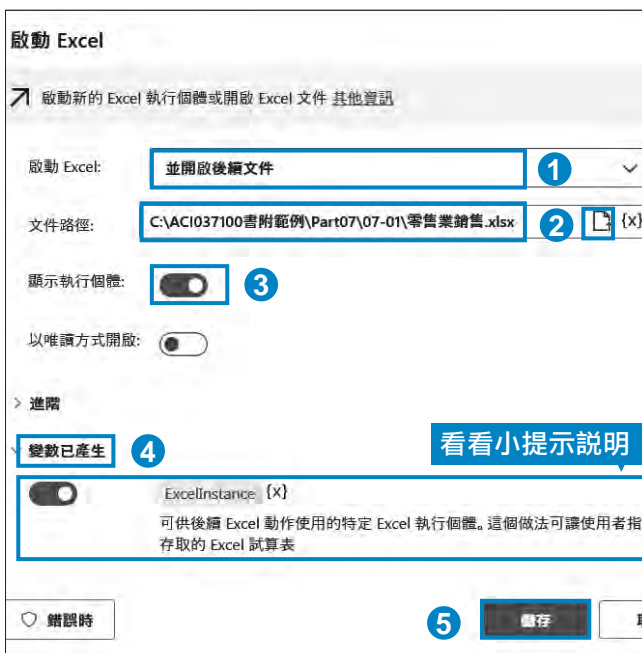 啟動 Excel
啟動新的 Excel 執行個體或開啟 Excel 文件 其他資訊
啟動 Excel: 並開啟後續文件 1
文件路徑: C:\ACI037100書附範例\Part07\07-01\零售業銷售.xlsx 2 {x}
顯示執行個體: 3
以唯讀方式開啟:
進階
變數已產生 4 看看小提示説明
ExcelInstance {x}
可供後續 Excel 動作使用的特定 Excel 執行個體。這個做法可讓使用者指
存取的 Excel 試算表
錯誤時 5 儲存